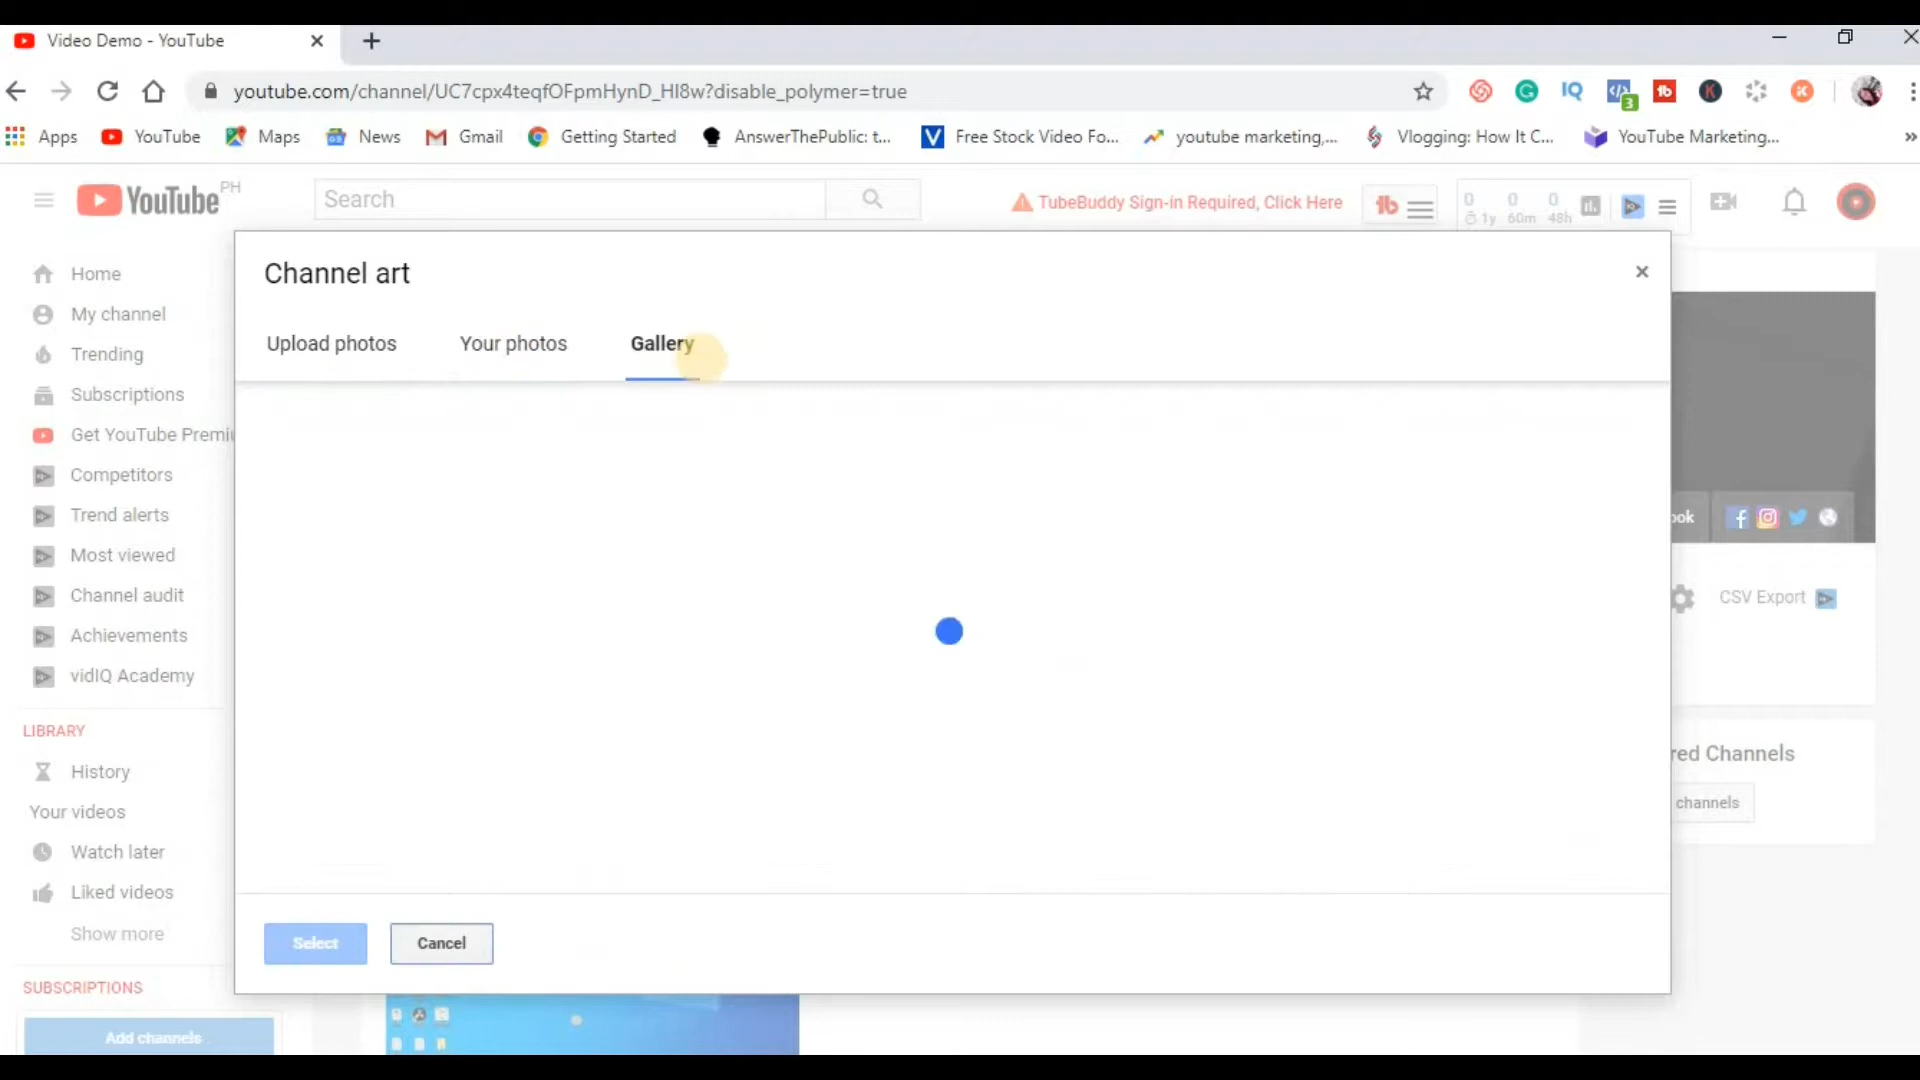 Video Demo - YouTube
youtube.com/channel/UC7cpx4teqfOFpmHynD_HI8w?disable_polymer=true
IQ
3
Apps
YouTube
Maps
News
Gmail
Getting Started
AnswerThePublic: t...
Free Stock Video Fo...
youtube marketing,...
Vlogging: How It C...
YouTube Marketing...
YouTube PH
Search
TubeBuddy Sign-in Required, Click Here
0 0 0
1y 60m 48h
Channel art
Upload photos
Your photos
Gallery
Home
My channel
Trending
Subscriptions
Get YouTube Premiu
Competitors
Trend alerts
Most viewed
Channel audit
Achievements
vidIQ Academy
LIBRARY
History
Your videos
Watch later
Liked videos
Show more
SUBSCRIPTIONS
Add channels
ook
CSV Export
red Channels
channels
Select
Cancel